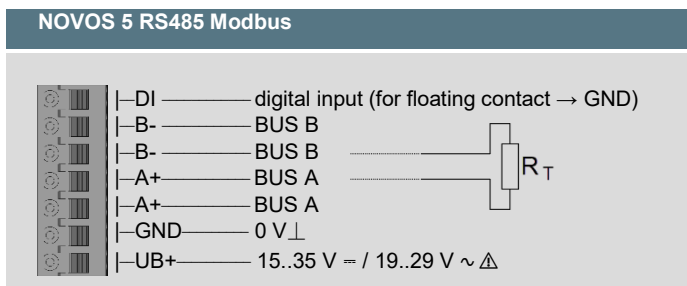 NOVOS 5 RS485 Modbus
DI digital input (for floating contact → GND)
B- BUS B
B- BUS B
A+ BUS A
R T
A+ BUS A
GND 0 V⊥
UB+ 15..35 V ⎓ / 19..29 V ~ ⚠